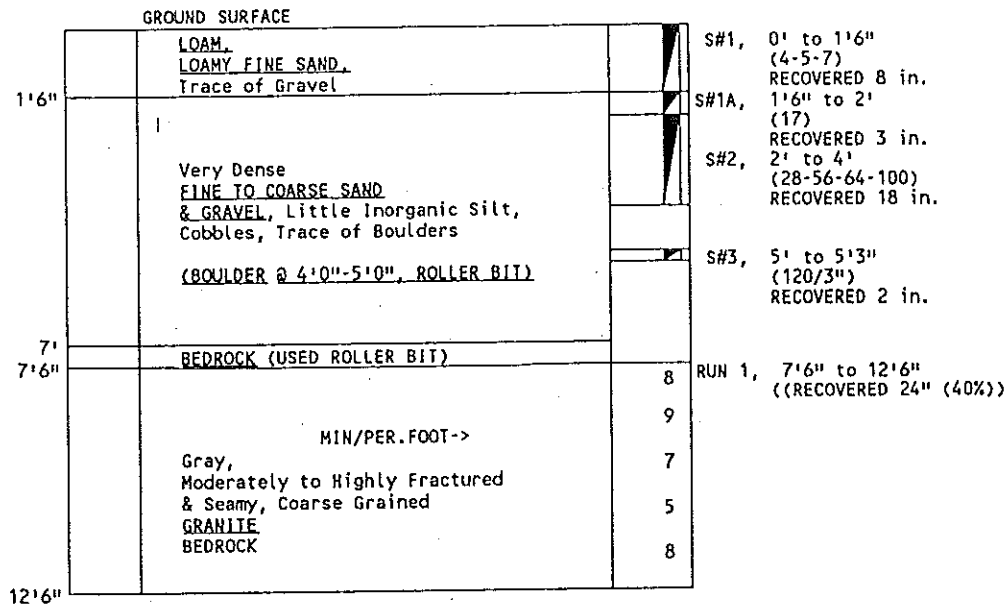 GROUND SURFACE
LOAM,
LOAMY FINE SAND,
Trace of Gravel
S#1, 0' to 1'6"
(4-5-7)
RECOVERED 8 in.
1'6"
S#1A, 1'6" to 2'
(17)
RECOVERED 3 in.
S#2, 2' to 4'
(28-56-64-100)
RECOVERED 18 in.
Very Dense
FINE TO COARSE SAND
& GRAVEL, Little Inorganic Silt,
Cobbles, Trace of Boulders
(BOULDER @ 4'0"-5'0", ROLLER BIT)
S#3, 5' to 5'3"
(120/3")
RECOVERED 2 in.
7'
BEDROCK (USED ROLLER BIT)
7'6"
RUN 1, 7'6" to 12'6"
((RECOVERED 24" (40%))
8
9
MIN/PER.FOOT->
7
5
8
Gray,
Moderately to Highly Fractured
& Seamy, Coarse Grained
GRANITE
BEDROCK
12'6"